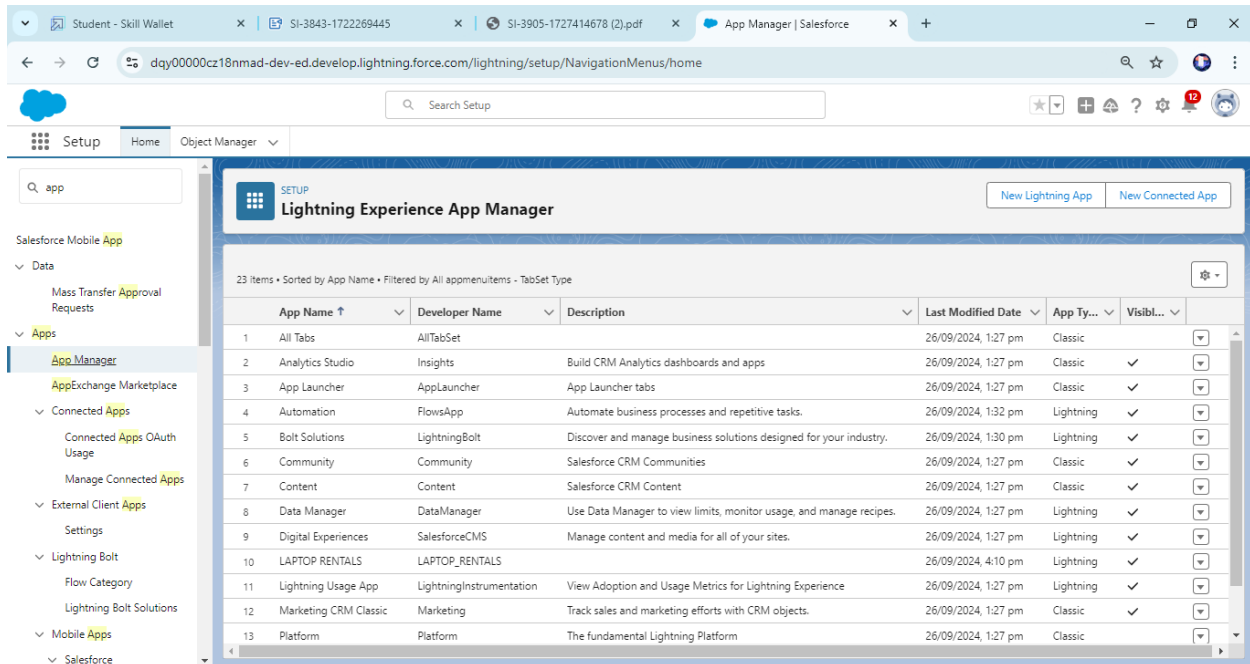 Student - Skill Wallet
SI-3843-1722269445
SI-3905-1727414678 (2).pdf
App Manager | Salesforce
dqy00000cz18nmad-dev-ed.develop.lightning.force.com/lightning/setup/NavigationMenus/home
Search Setup
12
Setup
Home
Object Manager
app
Salesforce Mobile App
Data
Mass Transfer Approval
Requests
Apps
App Manager
AppExchange Marketplace
Connected Apps
Connected Apps OAuth
Usage
Manage Connected Apps
External Client Apps
Settings
Lightning Bolt
Flow Category
Lightning Bolt Solutions
Mobile Apps
Salesforce
SETUP
Lightning Experience App Manager
New Lightning App
New Connected App
23 items • Sorted by App Name • Filtered by All appmenuitems - TabSet Type
App Name ↑ Developer Name Description Last Modified Date App Ty... Visibl...
1 All Tabs AllTabSet 26/09/2024, 1:27 pm Classic
2 Analytics Studio Insights Build CRM Analytics dashboards and apps 26/09/2024, 1:27 pm Classic ✓
3 App Launcher AppLauncher App Launcher tabs 26/09/2024, 1:27 pm Classic ✓
4 Automation FlowsApp Automate business processes and repetitive tasks. 26/09/2024, 1:32 pm Lightning ✓
5 Bolt Solutions LightningBolt Discover and manage business solutions designed for your industry. 26/09/2024, 1:30 pm Lightning ✓
6 Community Community Salesforce CRM Communities 26/09/2024, 1:27 pm Classic ✓
7 Content Content Salesforce CRM Content 26/09/2024, 1:27 pm Classic ✓
8 Data Manager DataManager Use Data Manager to view limits, monitor usage, and manage recipes. 26/09/2024, 1:27 pm Lightning ✓
9 Digital Experiences SalesforceCMS Manage content and media for all of your sites. 26/09/2024, 1:27 pm Lightning ✓
10 LAPTOP RENTALS LAPTOP_RENTALS 26/09/2024, 4:10 pm Lightning ✓
11 Lightning Usage App LightningInstrumentation View Adoption and Usage Metrics for Lightning Experience 26/09/2024, 1:27 pm Lightning ✓
12 Marketing CRM Classic Marketing Track sales and marketing efforts with CRM objects. 26/09/2024, 1:27 pm Classic ✓
13 Platform Platform The fundamental Lightning Platform 26/09/2024, 1:27 pm Classic